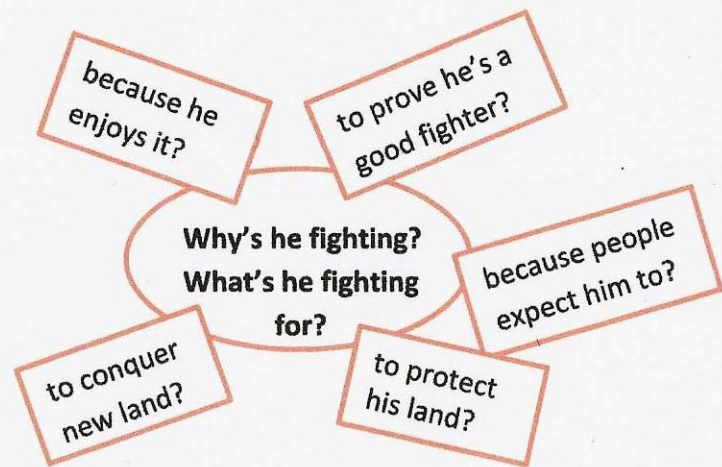 because he
enjoys it?
to prove he's a
good fighter?
Why's he fighting?
What's he fighting
for?
because people
expect him to?
to conquer
new land?
to protect
his land?